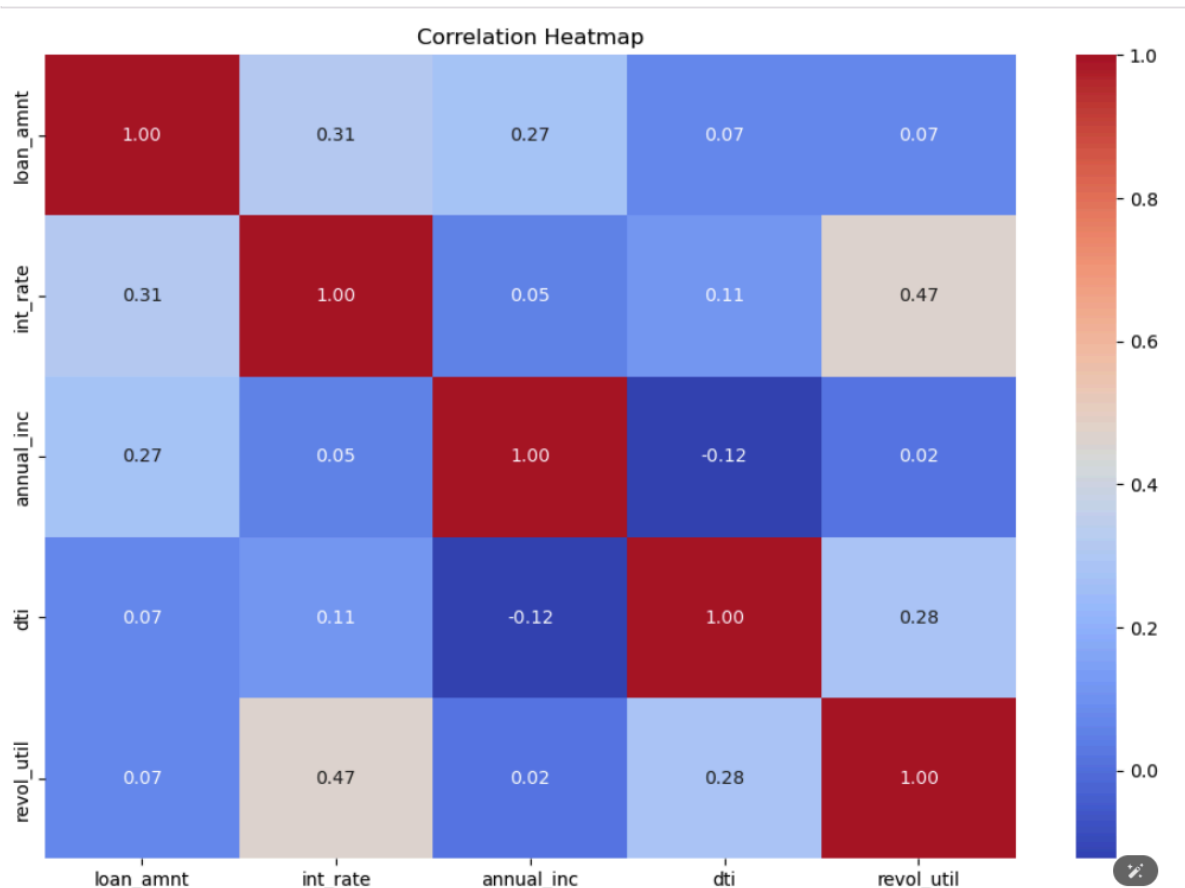 Correlation Heatmap
loan_amnt 1.00 0.31 0.27 0.07 0.07
int_rate 0.31 1.00 0.05 0.11 0.47
annual_inc 0.27 0.05 1.00 -0.12 0.02
dti 0.07 0.11 -0.12 1.00 0.28
revol_util 0.07 0.47 0.02 0.28 1.00
loan_amnt int_rate annual_inc dti revol_util
1.0
0.8
0.6
0.4
0.2
0.0